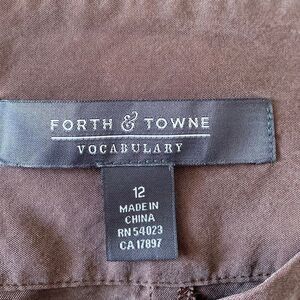 FORTH & TOWNE
VOCABULARY
12
MADE IN
CHINA
RN 54023
CA 17897